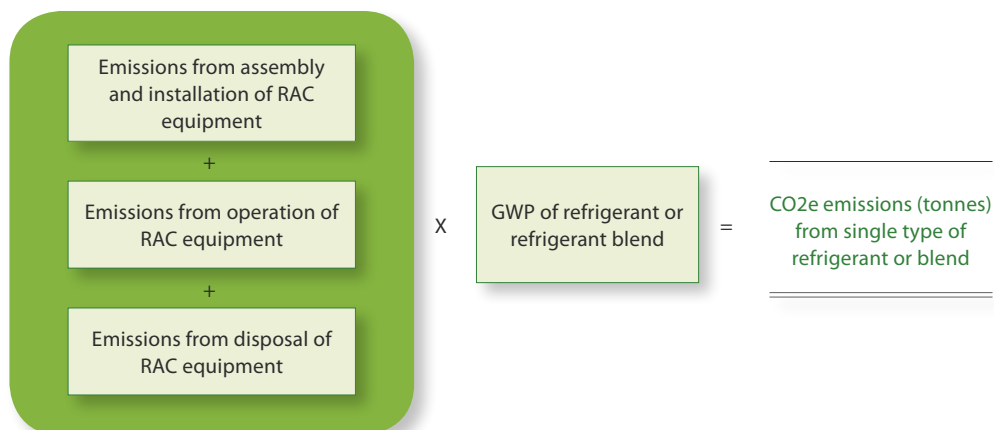 Emissions from assembly
and installation of RAC
equipment
+
Emissions from operation of
RAC equipment
+
Emissions from disposal of
RAC equipment
X
GWP of refrigerant or
refrigerant blend
=
CO2e emissions (tonnes)
from single type of
refrigerant or blend